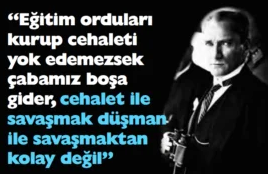 “Eğitim orduları
kurup cehaleti
yok edemezsek
çabamız boşa
gider, cehalet ile
savaşmak düşman
ile savaşmaktan
kolay değil”